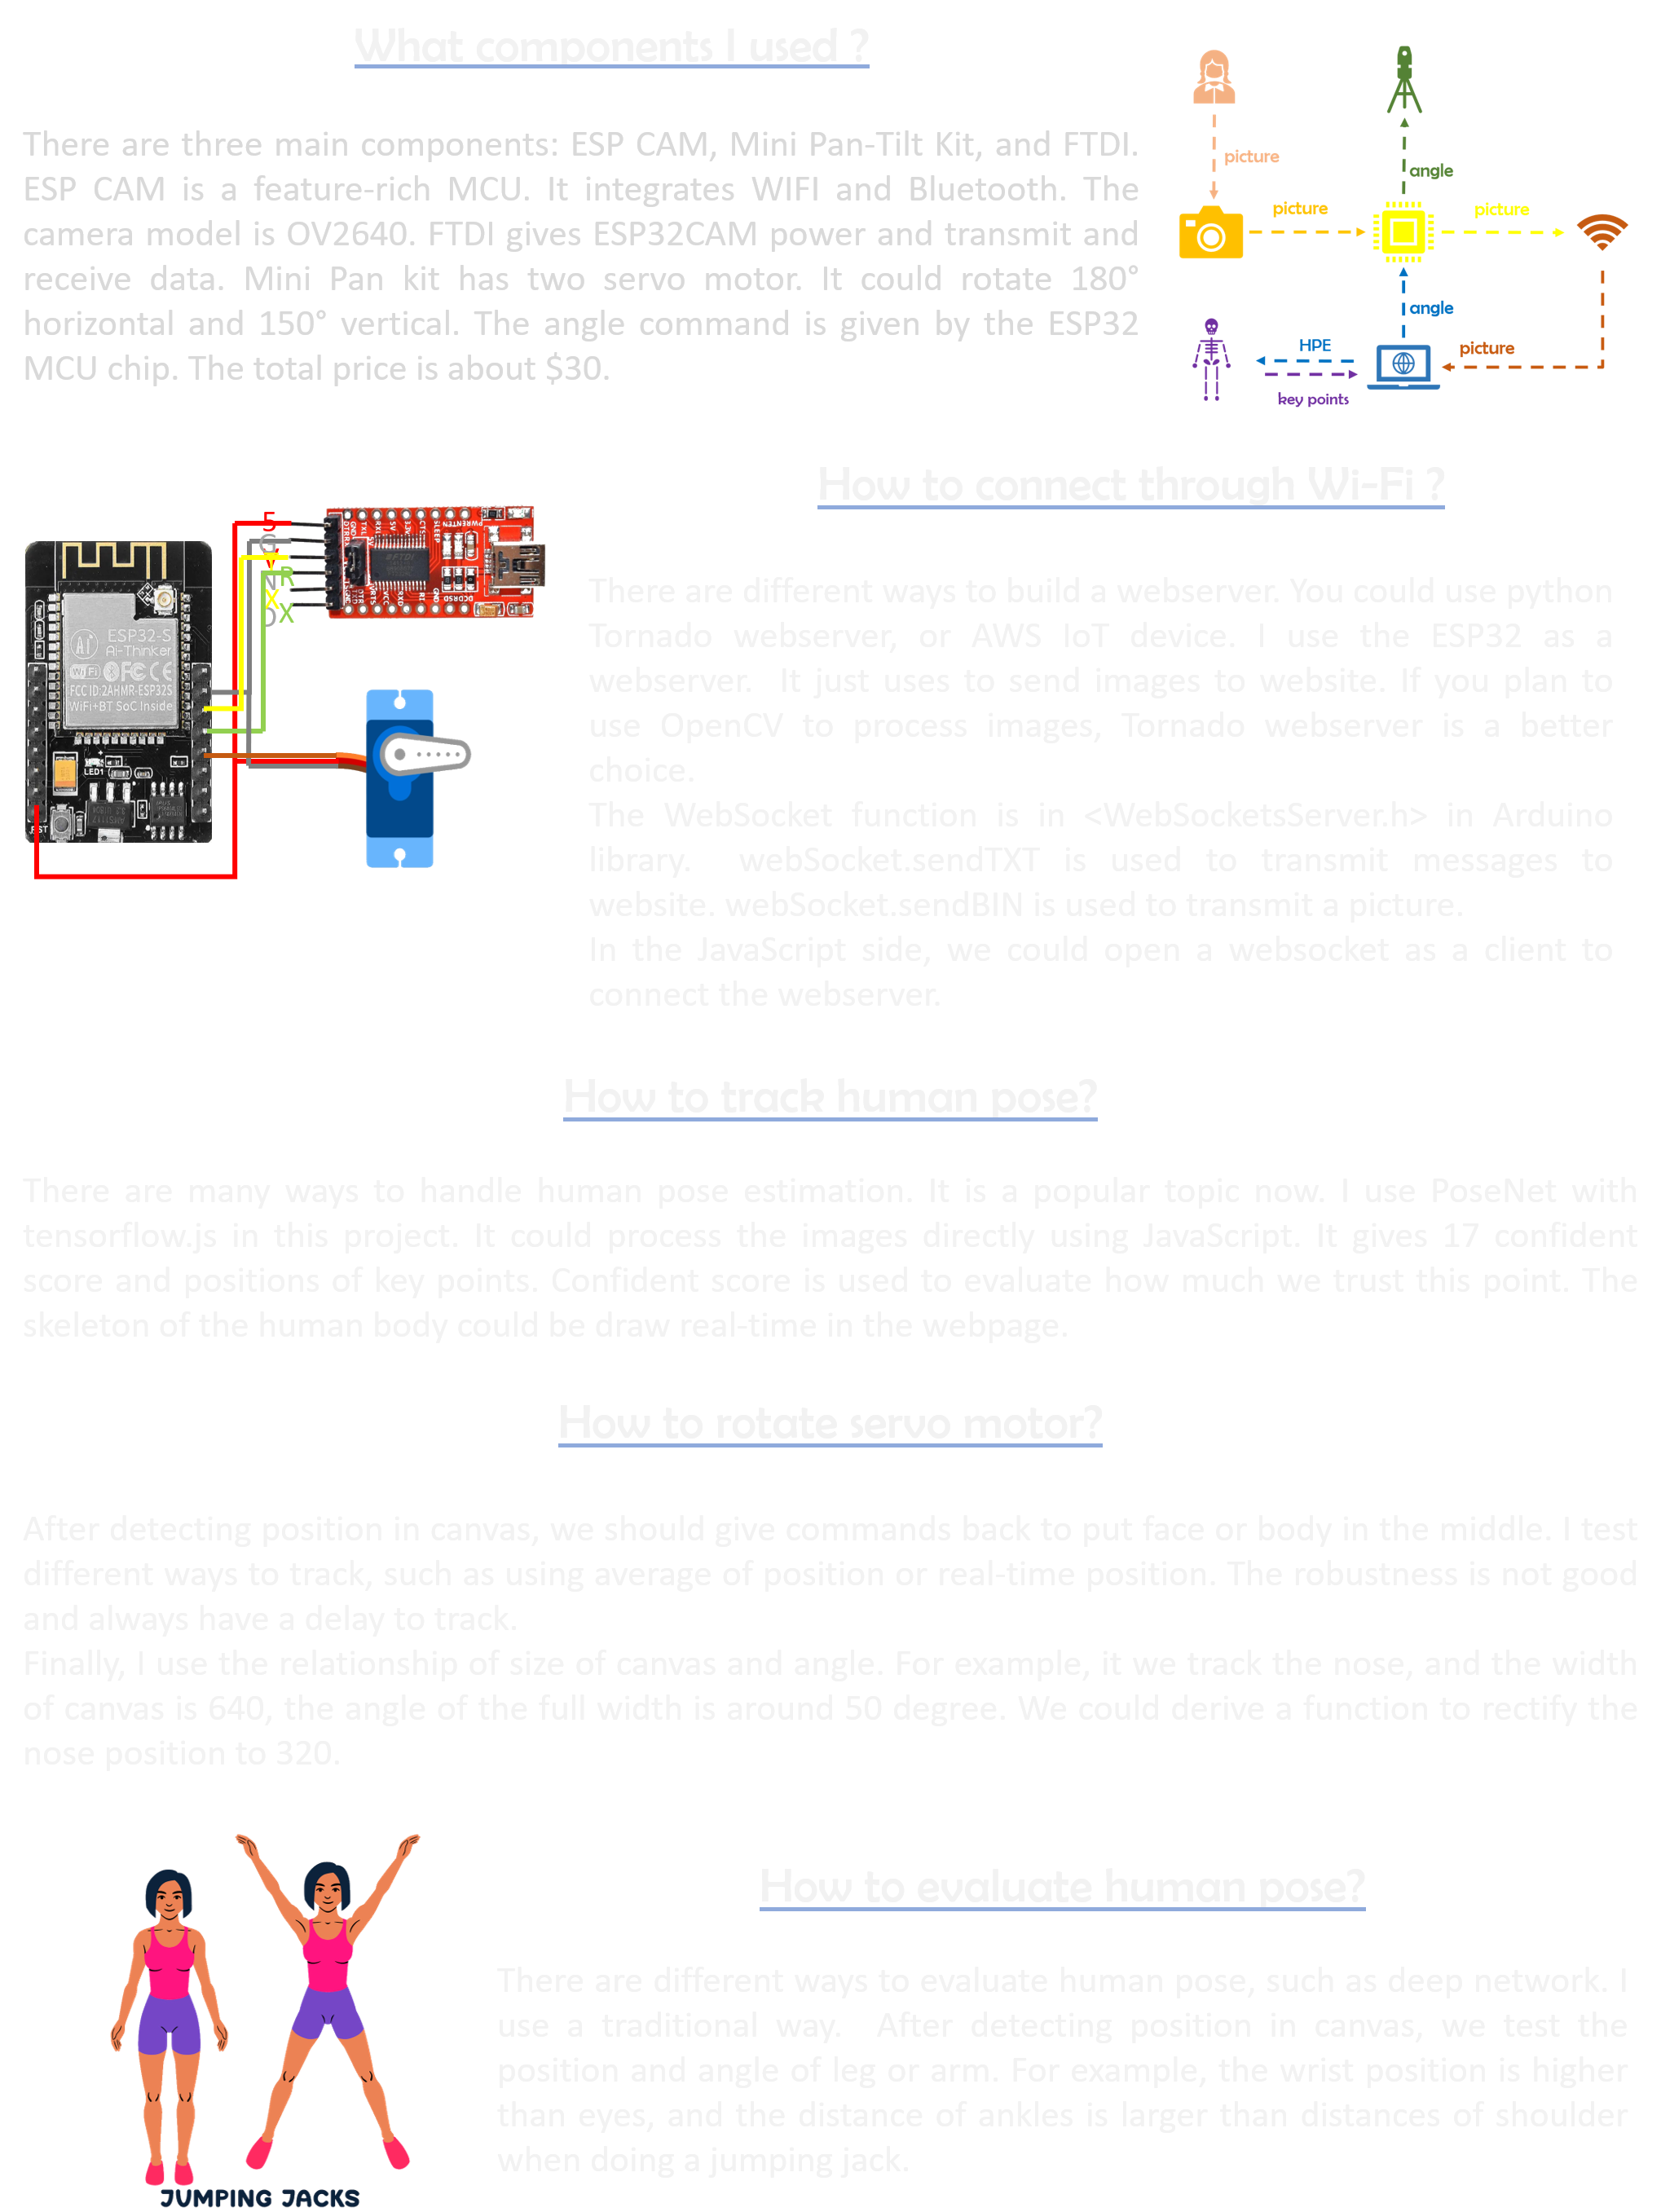 What components I used ?
There are three main components: ESP CAM, Mini Pan-Tilt Kit, and FTDI.
ESP CAM is a feature-rich MCU. It integrates WIFI and Bluetooth. The
camera model is OV2640. FTDI gives ESP32CAM power and transmit and
receive data. Mini Pan kit has two servo motor. It could rotate 180°
horizontal and 150° vertical. The angle command is given by the ESP32
MCU chip. The total price is about $30.
picture
angle
picture
picture
angle
HPE
picture
key points
How to connect through Wi-Fi ?
5
G
V
R
N
X
X
D
FTDI
SLEEP
PWRENTEN
DCDRSD
ESP32-S
Ai-Thinker
WiFi FCC CE
FCC ID:2AHMR-ESP32S
WiFi+BT SoC Inside
LED1
RST
There are different ways to build a webserver. You could use python
Tornado webserver, or AWS IoT device. I use the ESP32 as a
webserver. It just uses to send images to website. If you plan to
use OpenCV to process images, Tornado webserver is a better
choice.
The WebSocket function is in <WebSocketsServer.h> in Arduino
library. webSocket.sendTXT is used to transmit messages to
website. webSocket.sendBIN is used to transmit a picture.
In the JavaScript side, we could open a websocket as a client to
connect the webserver.
How to track human pose?
There are many ways to handle human pose estimation. It is a popular topic now. I use PoseNet with
tensorflow.js in this project. It could process the images directly using JavaScript. It gives 17 confident
score and positions of key points. Confident score is used to evaluate how much we trust this point. The
skeleton of the human body could be draw real-time in the webpage.
How to rotate servo motor?
After detecting position in canvas, we should give commands back to put face or body in the middle. I test
different ways to track, such as using average of position or real-time position. The robustness is not good
and always have a delay to track.
Finally, I use the relationship of size of canvas and angle. For example, it we track the nose, and the width
of canvas is 640, the angle of the full width is around 50 degree. We could derive a function to rectify the
nose position to 320.
How to evaluate human pose?
There are different ways to evaluate human pose, such as deep network. I
use a traditional way. After detecting position in canvas, we test the
position and angle of leg or arm. For example, the wrist position is higher
than eyes, and the distance of ankles is larger than distances of shoulder
when doing a jumping jack.
JUMPING JACKS